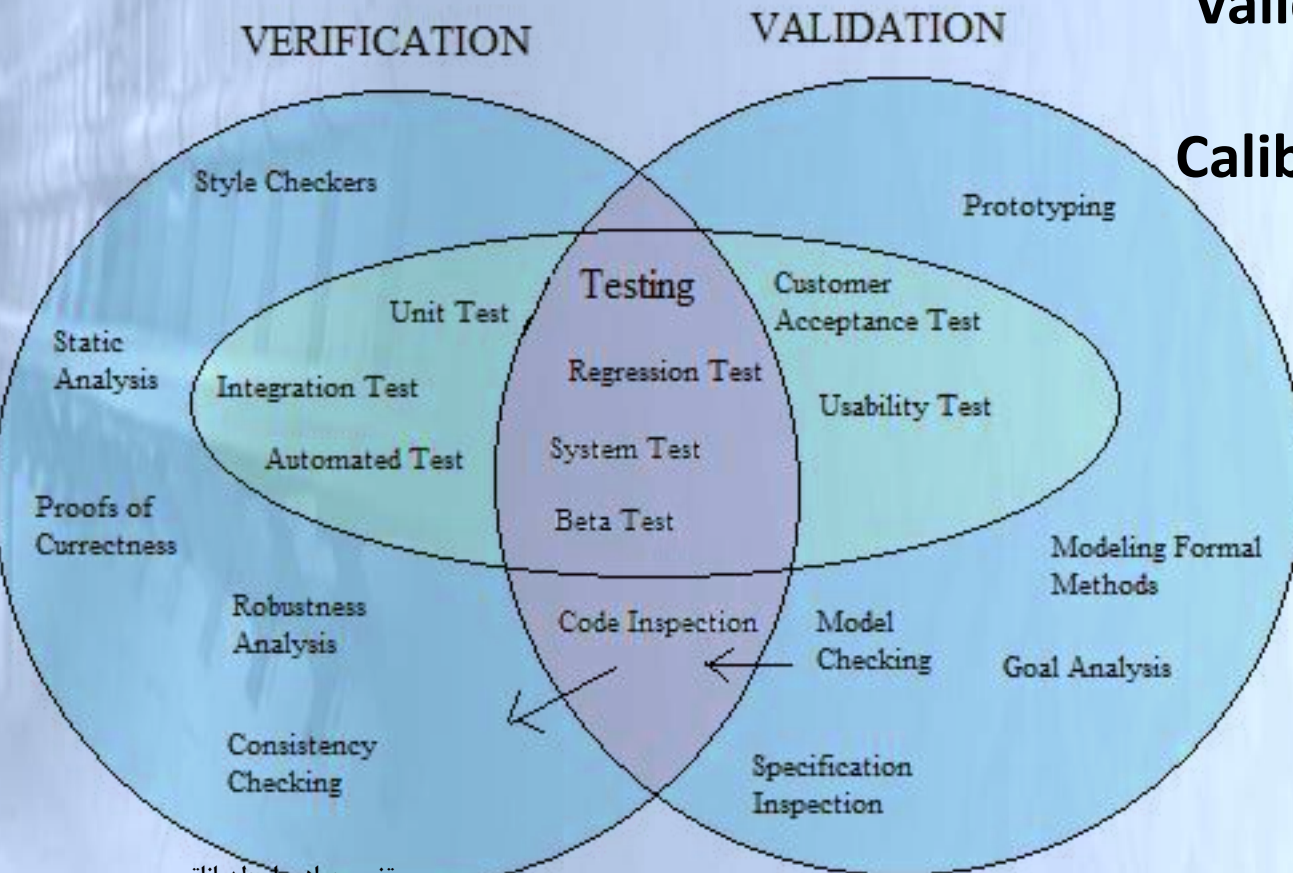 VERIFICATION
VALIDATION
Style Checkers
Prototyping
Testing
Customer
Acceptance Test
Unit Test
Static
Analysis
Regression Test
Integration Test
Usability Test
System Test
Automated Test
Proofs of
Currectness
Beta Test
Modeling Formal
Methods
Robustness
Analysis
Code Inspection
Model
Checking
Goal Analysis
Consistency
Checking
Specification
Inspection